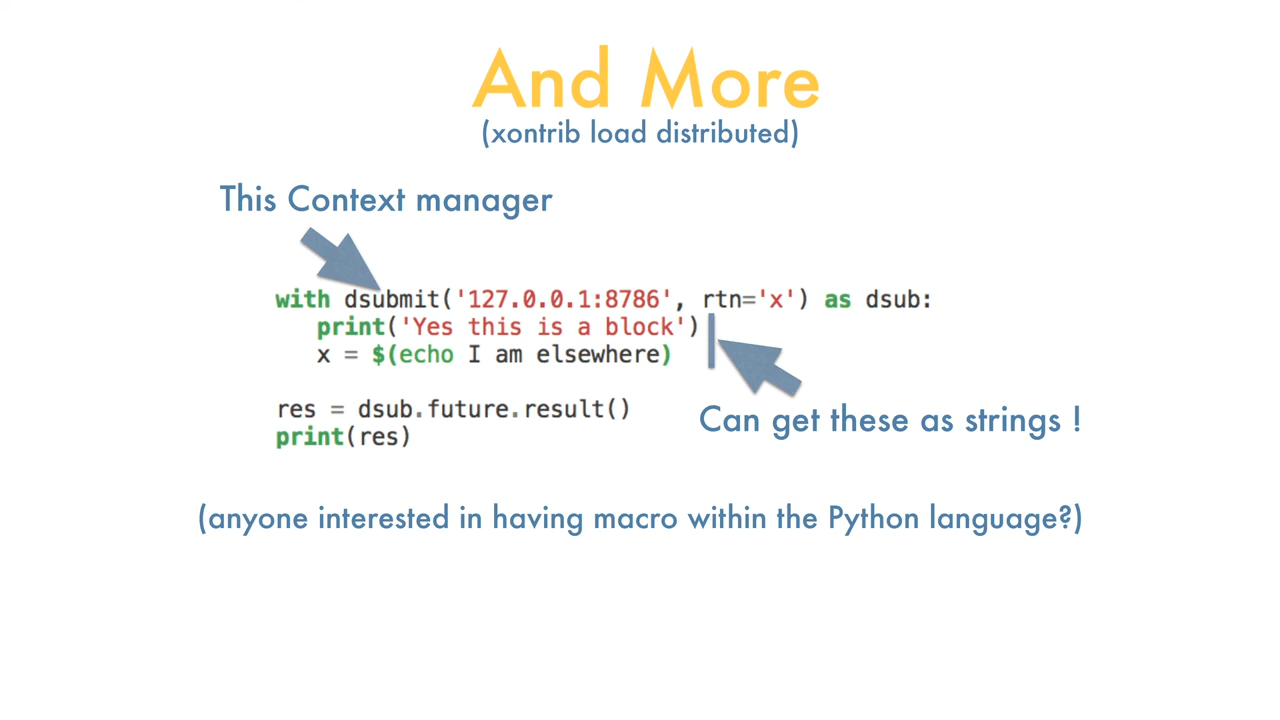 And More
(xontrib load distributed)
This Context manager
with dsubmit('127.0.0.1:8786', rtn='x') as dsub:
    print('Yes this is a block')
    x = $(echo I am elsewhere)
res = dsub.future.result()
print(res)
Can get these as strings !
(anyone interested in having macro within the Python language?)